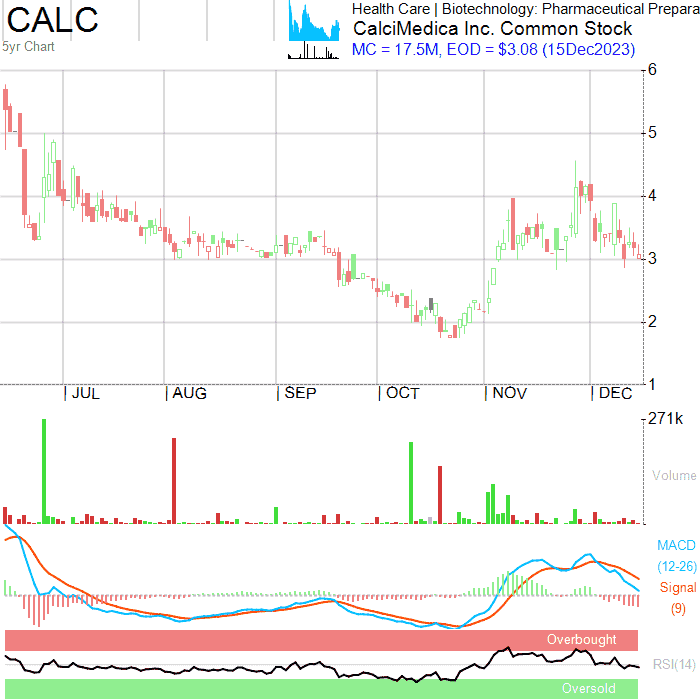 CALC
5yr Chart
Health Care | Biotechnology: Pharmaceutical Prepara
CalciMedica Inc. Common Stock
MC = 17.5M, EOD = $3.08 (15Dec2023)
6
5
4
3
2
1
JUL AUG SEP OCT NOV DEC
271k
Volume
MACD
(12-26)
Signal
(9)
Overbought
RSI(14)
Oversold